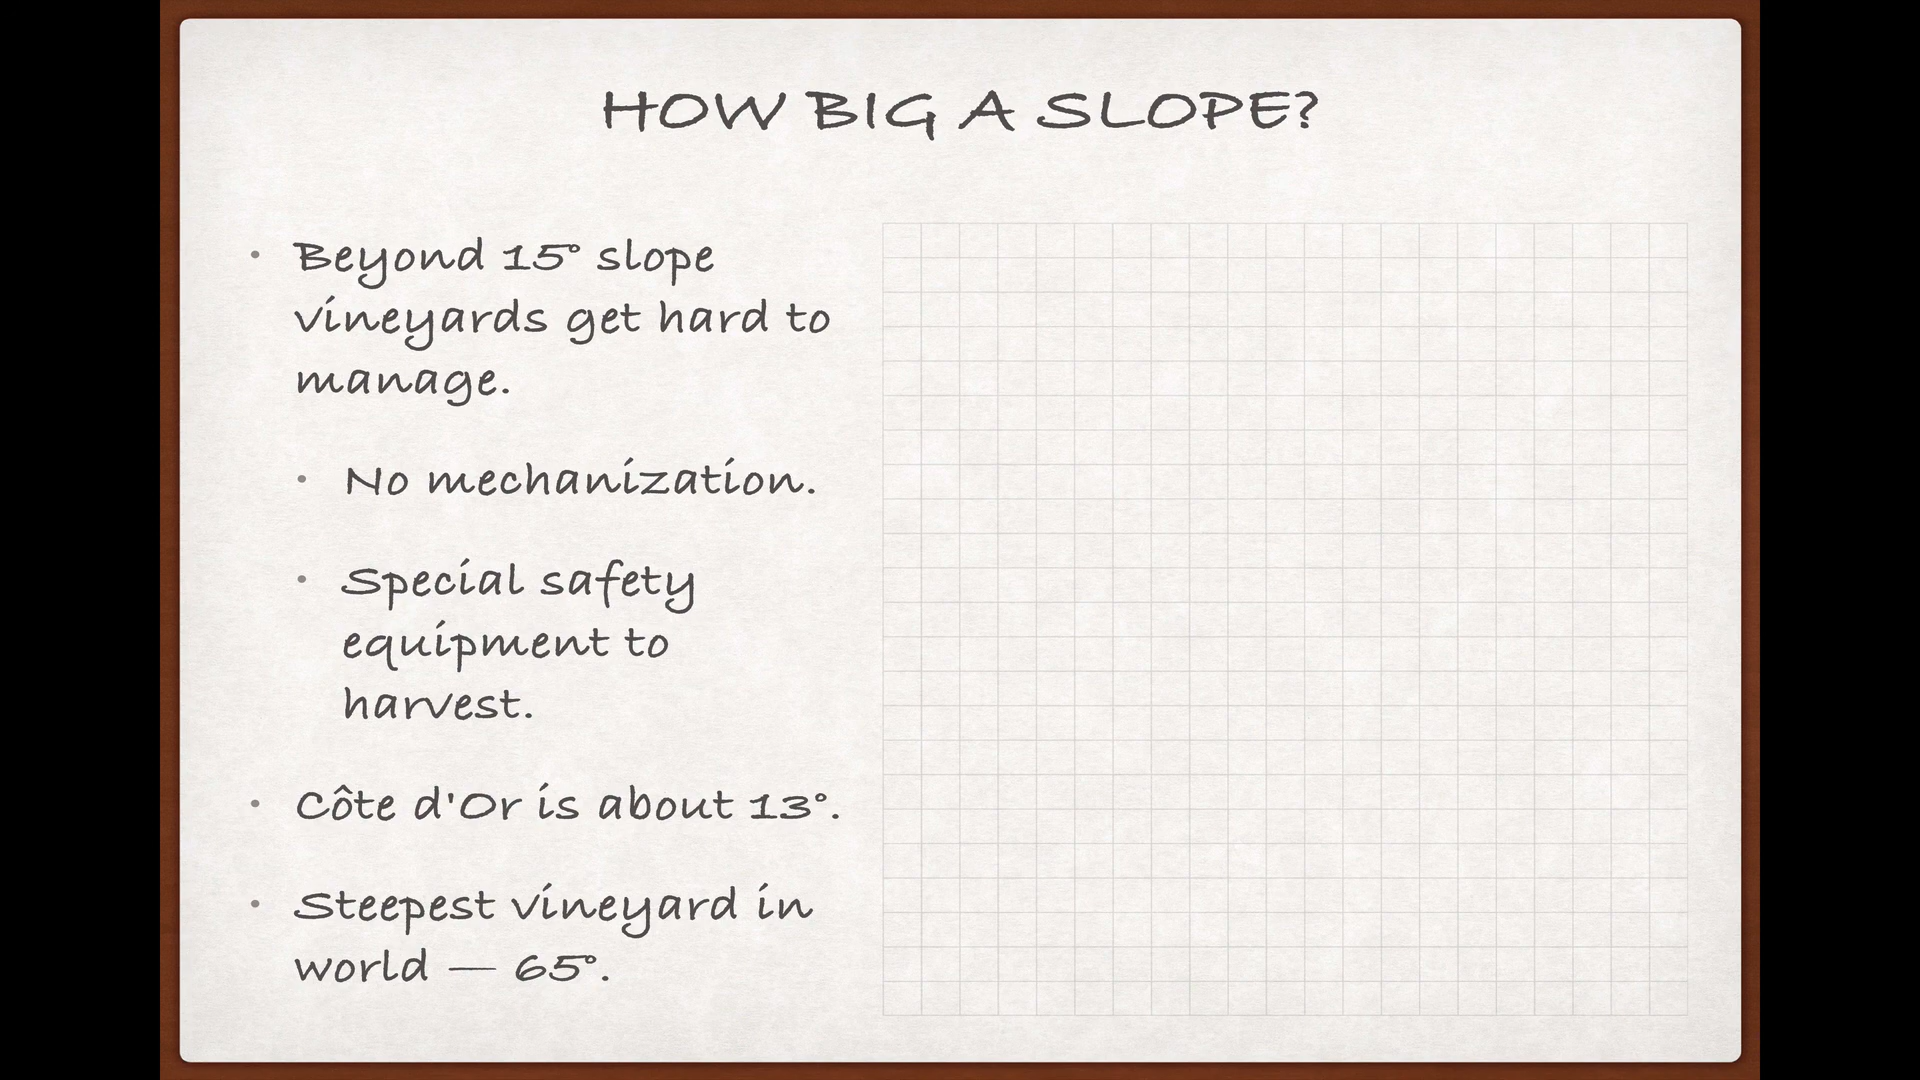 HOW BIG A SLOPE?
• Beyond 15° slope
vineyards get hard to
manage.
• No mechanization.
• Special safety
equipment to
harvest.
• Côte d'Or is about 13°.
• Steepest vineyard in
world — 65°.